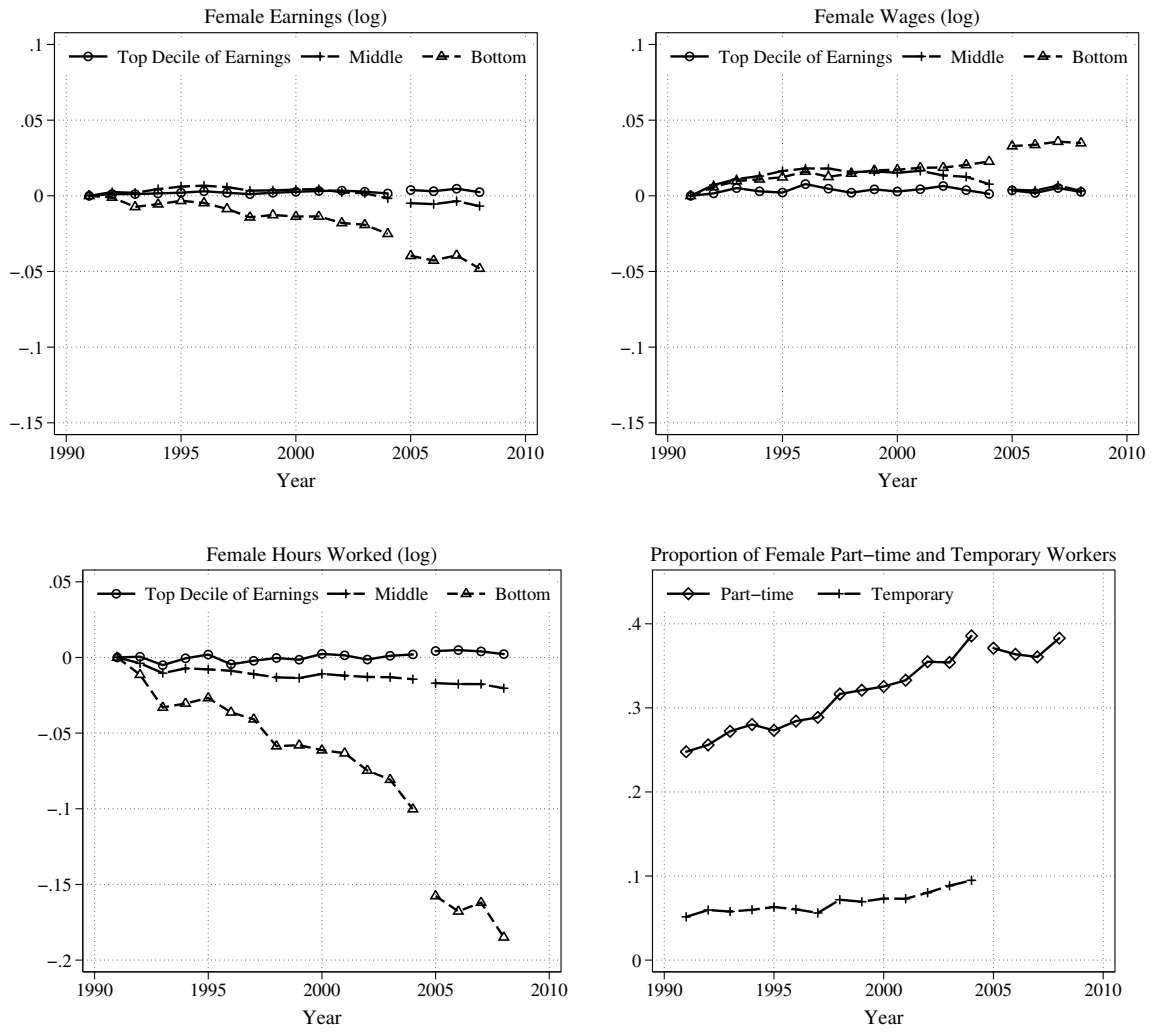 Female Earnings (log)
Top Decile of Earnings Middle Bottom
.1
.05
0
−.05
−.1
−.15
1990 1995 2000 2005 2010
Year
Female Wages (log)
Top Decile of Earnings Middle Bottom
.1
.05
0
−.05
−.1
−.15
1990 1995 2000 2005 2010
Year
Female Hours Worked (log)
Top Decile of Earnings Middle Bottom
.05
0
−.05
−.1
−.15
−.2
1990 1995 2000 2005 2010
Year
Proportion of Female Part−time and Temporary Workers
Part−time Temporary
.4
.3
.2
.1
0
1990 1995 2000 2005 2010
Year